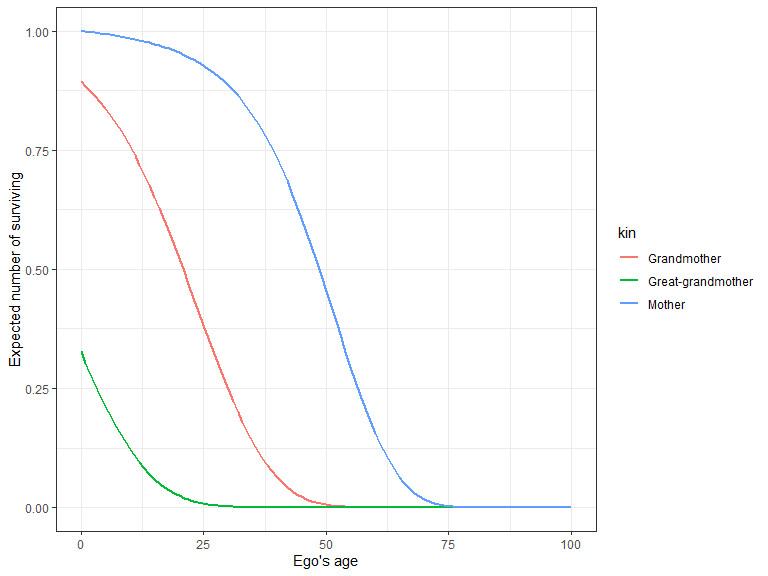 1.00
0.75
0.50
0.25
0.00
Expected number of surviving
0
25
50
75
100
Ego's age
kin
Grandmother
Great-grandmother
Mother